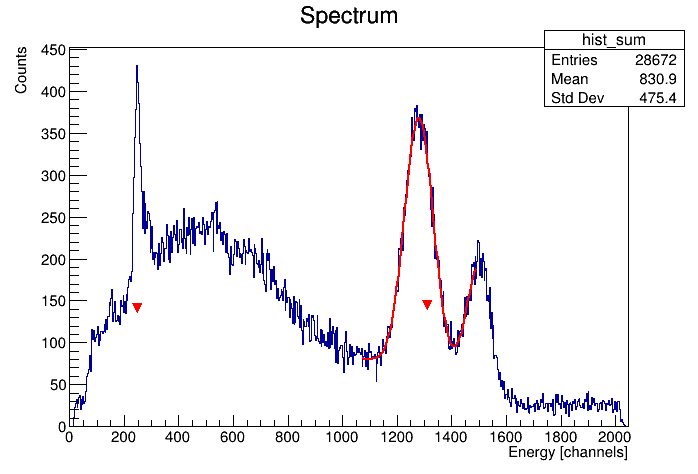 Spectrum
hist_sum
Entries 28672
Mean 830.9
Std Dev 475.4
Counts
450
400
350
300
250
200
150
100
50
0
0 200 400 600 800 1000 1200 1400 1600 1800 2000
Energy [channels]